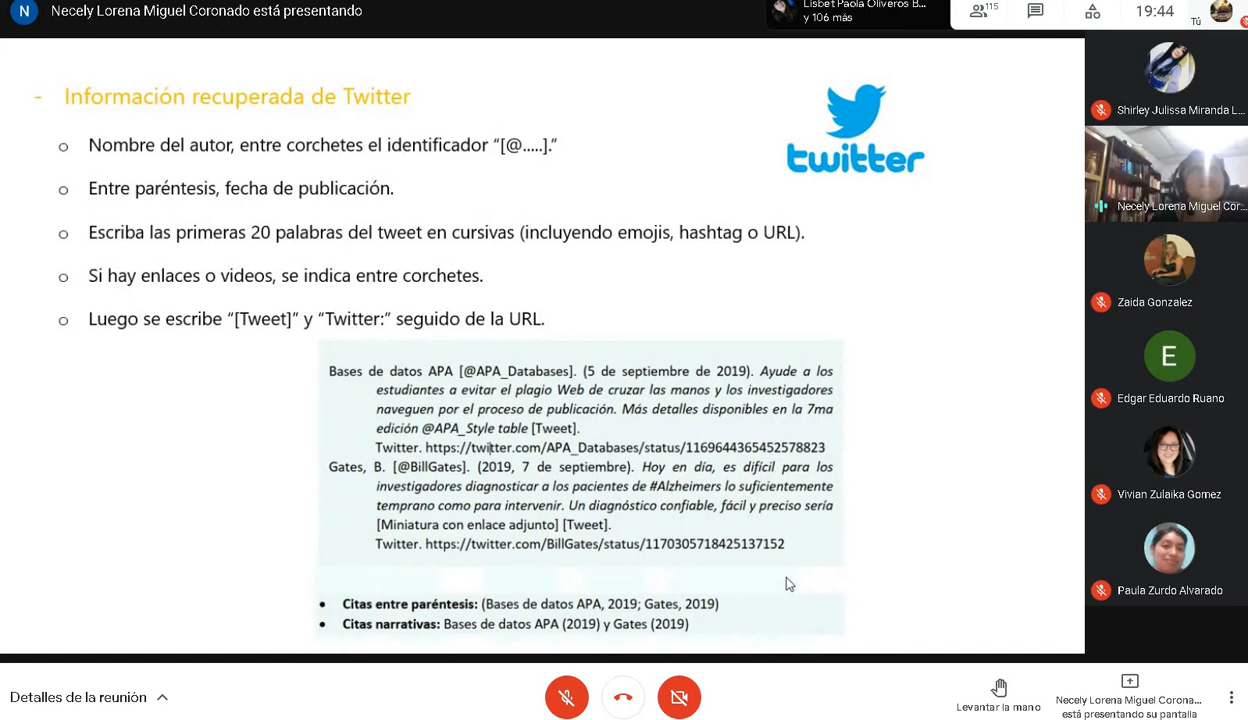 N
Necely Lorena Miguel Coronado está presentando
Lisbet Paola Oliveros B...
y 106 más
115
19:44
Tú
- Información recuperada de Twitter
twitter
o Nombre del autor, entre corchetes el identificador “[@.....].”
o Entre paréntesis, fecha de publicación.
o Escriba las primeras 20 palabras del tweet en cursivas (incluyendo emojis, hashtag o URL).
o Si hay enlaces o videos, se indica entre corchetes.
o Luego se escribe “[Tweet]” y “Twitter:” seguido de la URL.
Bases de datos APA [@APA_Databases]. (5 de septiembre de 2019). Ayude a los
estudiantes a evitar el plagio Web de cruzar las manos y los investigadores
naveguen por el proceso de publicación. Más detalles disponibles en la 7ma
edición @APA_Style table [Tweet].
Twitter. https://twitter.com/APA_Databases/status/1169644365452578823
Gates, B. [@BillGates]. (2019, 7 de septiembre). Hoy en día, es difícil para los
investigadores diagnosticar a los pacientes de #Alzheimers lo suficientemente
temprano como para intervenir. Un diagnóstico confiable, fácil y preciso sería
[Miniatura con enlace adjunto] [Tweet].
Twitter. https://twitter.com/BillGates/status/1170305718425137152
• Citas entre paréntesis: (Bases de datos APA, 2019; Gates, 2019)
• Citas narrativas: Bases de datos APA (2019) y Gates (2019)
Shirley Julissa Miranda L...
Necely Lorena Miguel Cor...
Zaida Gonzalez
E
Edgar Eduardo Ruano
Vivian Zulaika Gomez
Paula Zurdo Alvarado
Detalles de la reunión
Levantar la mano
Necely Lorena Miguel Corona...
está presentando su pantalla